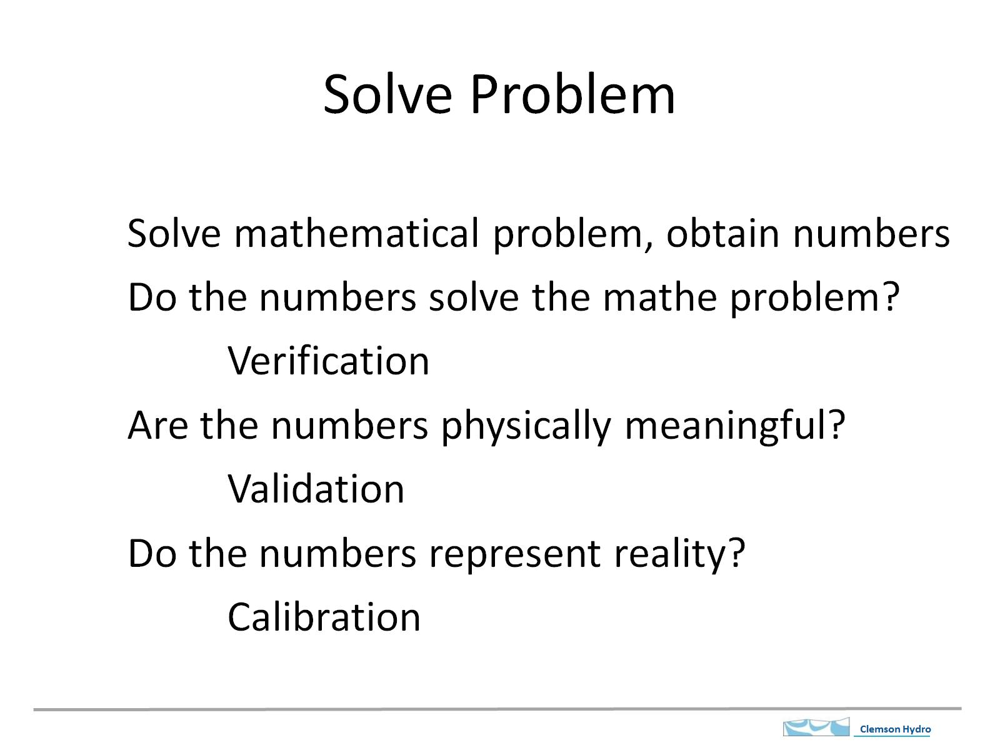 Solve Problem
Solve mathematical problem, obtain numbers
Do the numbers solve the mathe problem?
Verification
Are the numbers physically meaningful?
Validation
Do the numbers represent reality?
Calibration
Clemson Hydro